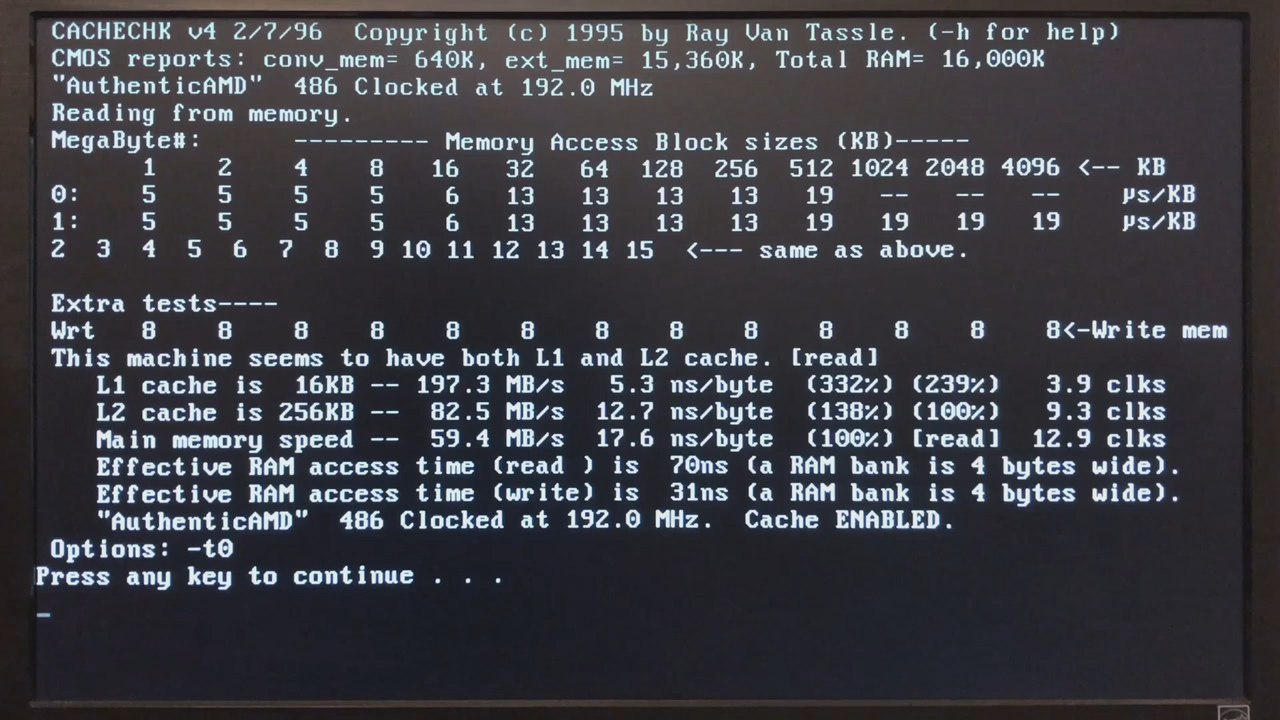 CACHECHK v4 2/7/96  Copyright (c) 1995 by Ray Van Tassle. (-h for help)
CMOS reports: conv_mem= 640K, ext_mem= 15,360K, Total RAM= 16,000K
"AuthenticAMD"  486 Clocked at 192.0 MHz
Reading from memory.
MegaByte#:      --------- Memory Access Block sizes (KB)-----
      1    2    4    8   16   32   64  128  256  512 1024 2048 4096 <-- KB
0:    5    5    5    5    6   13   13   13   13   19   --   --   --    µs/KB
1:    5    5    5    5    6   13   13   13   13   19   19   19   19    µs/KB
2  3  4  5  6  7  8  9 10 11 12 13 14 15  <--- same as above.
Extra tests----
Wrt   8    8    8    8    8    8    8    8    8    8    8    8    8<-Write mem
This machine seems to have both L1 and L2 cache. [read]
   L1 cache is  16KB -- 197.3 MB/s   5.3 ns/byte  (332%) (239%)   3.9 clks
   L2 cache is 256KB --  82.5 MB/s  12.7 ns/byte  (138%) (100%)   9.3 clks
   Main memory speed --  59.4 MB/s  17.6 ns/byte  (100%) [read]  12.9 clks
   Effective RAM access time (read ) is  70ns (a RAM bank is 4 bytes wide).
   Effective RAM access time (write) is  31ns (a RAM bank is 4 bytes wide).
   "AuthenticAMD"  486 Clocked at 192.0 MHz.  Cache ENABLED.
Options: -t0
Press any key to continue . . .
_